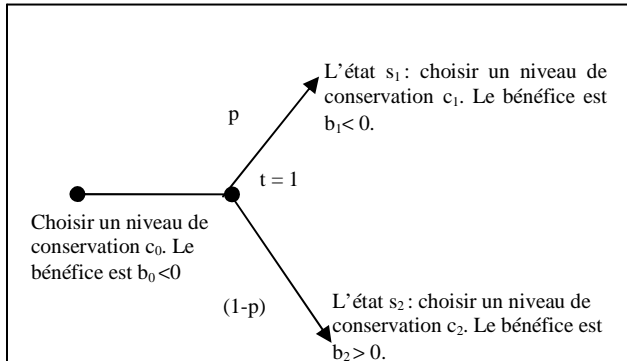 L'état s1 : choisir un niveau de
conservation c1. Le bénéfice est
b1< 0.
p
t = 1
Choisir un niveau de
conservation c0. Le
bénéfice est b0 <0
(1-p)
L'état s2 : choisir un niveau de
conservation c2. Le bénéfice est
b2 > 0.